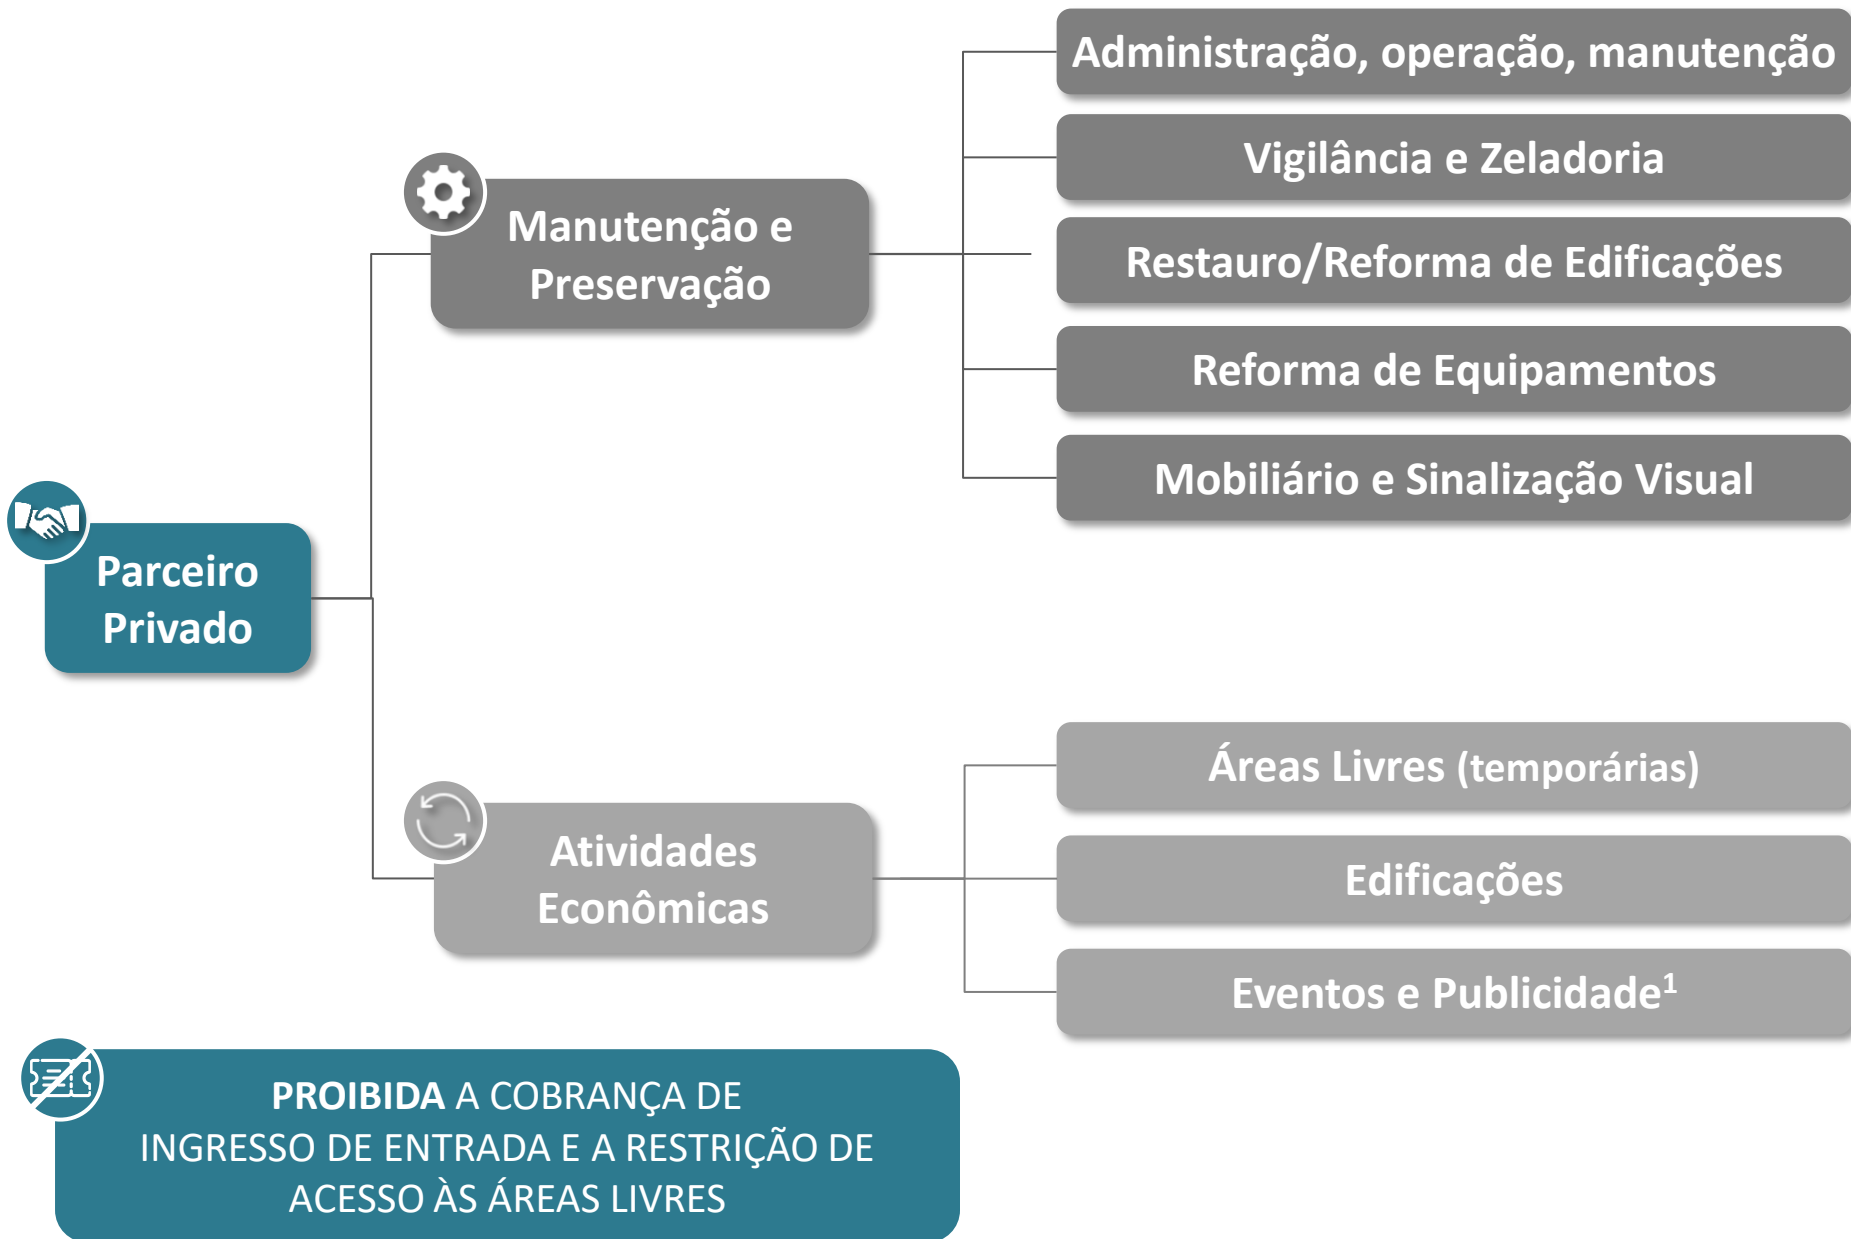 Administração, operação, manutenção
Vigilância e Zeladoria
Manutenção e
Preservação
Restauro/Reforma de Edificações
Reforma de Equipamentos
Mobiliário e Sinalização Visual
Parceiro
Privado
Áreas Livres (temporárias)
Atividades
Econômicas
Edificações
Eventos e Publicidade¹
PROIBIDA A COBRANÇA DE
INGRESSO DE ENTRADA E A RESTRIÇÃO DE
ACESSO ÀS ÁREAS LIVRES